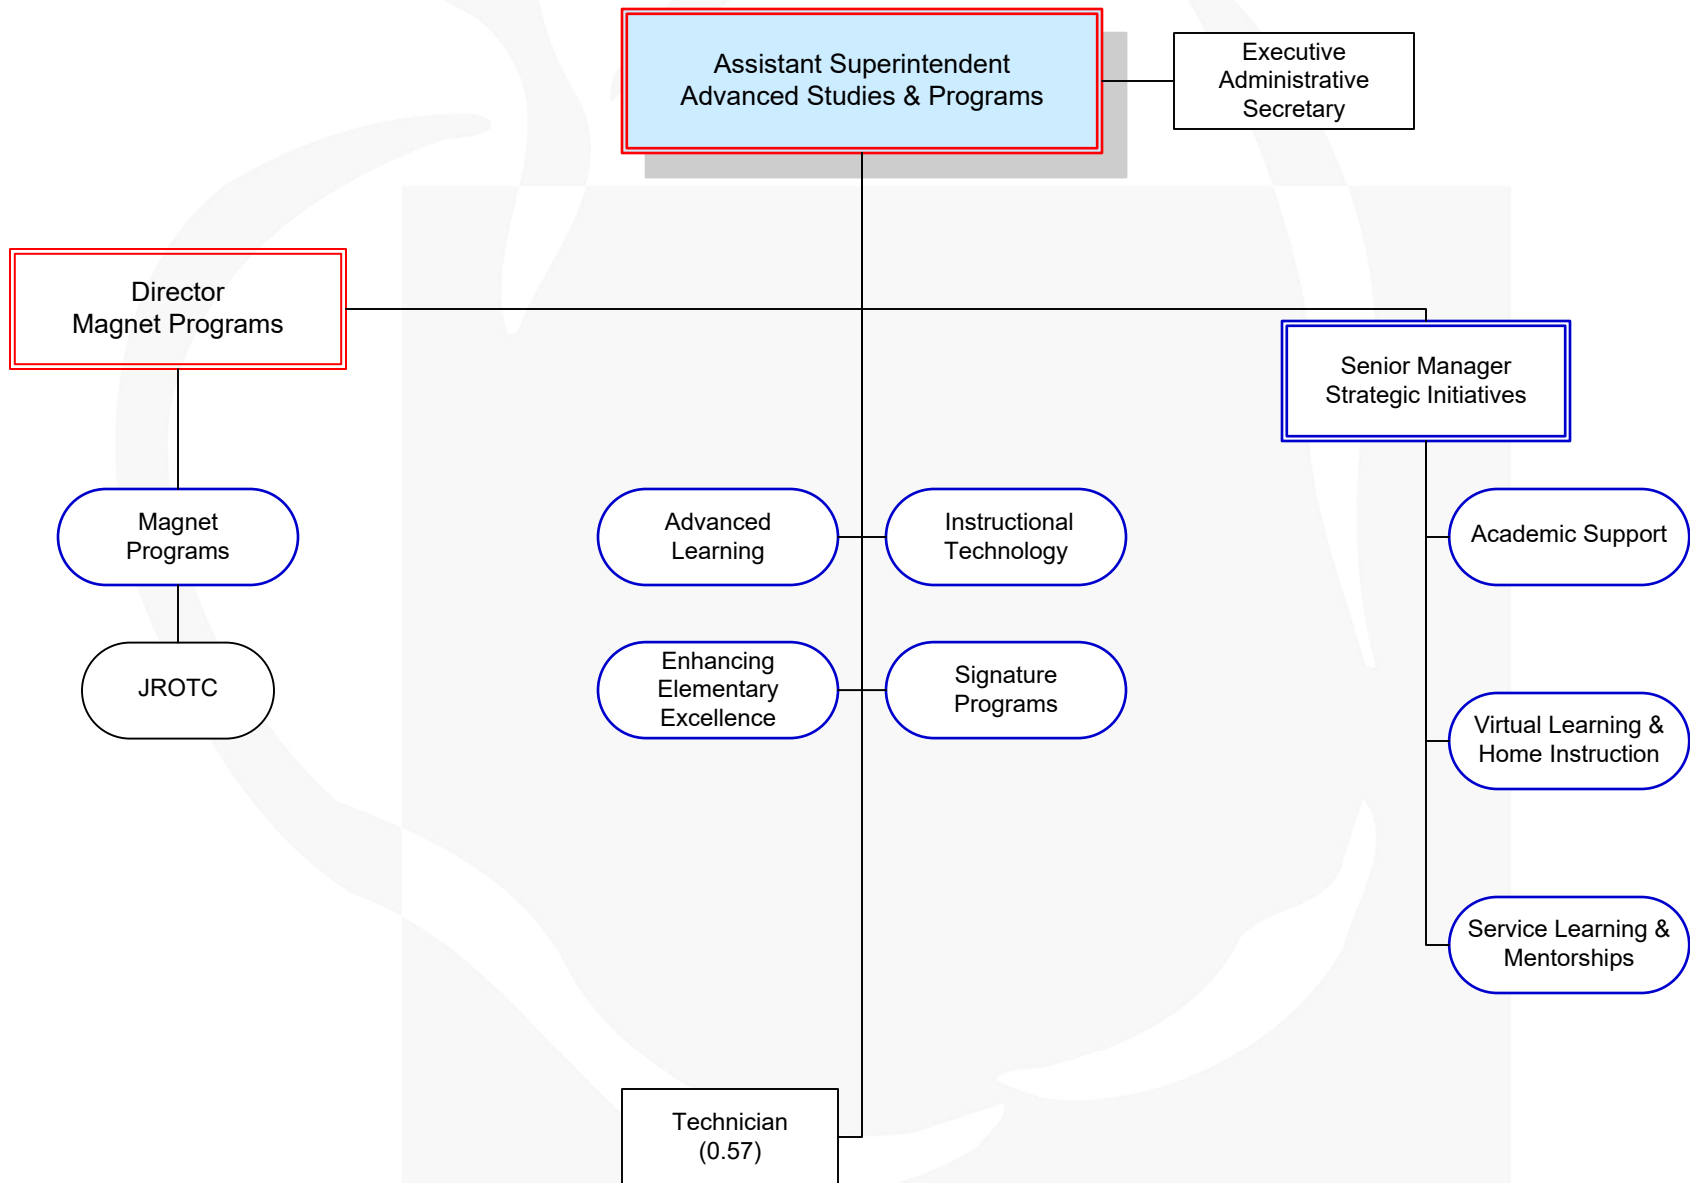 Assistant Superintendent
Advanced Studies & Programs
Executive
Administrative
Secretary
Director
Magnet Programs
Senior Manager
Strategic Initiatives
Magnet
Programs
Advanced
Learning
Instructional
Technology
Academic Support
JROTC
Enhancing
Elementary
Excellence
Signature
Programs
Virtual Learning &
Home Instruction
Service Learning &
Mentorships
Technician
(0.57)